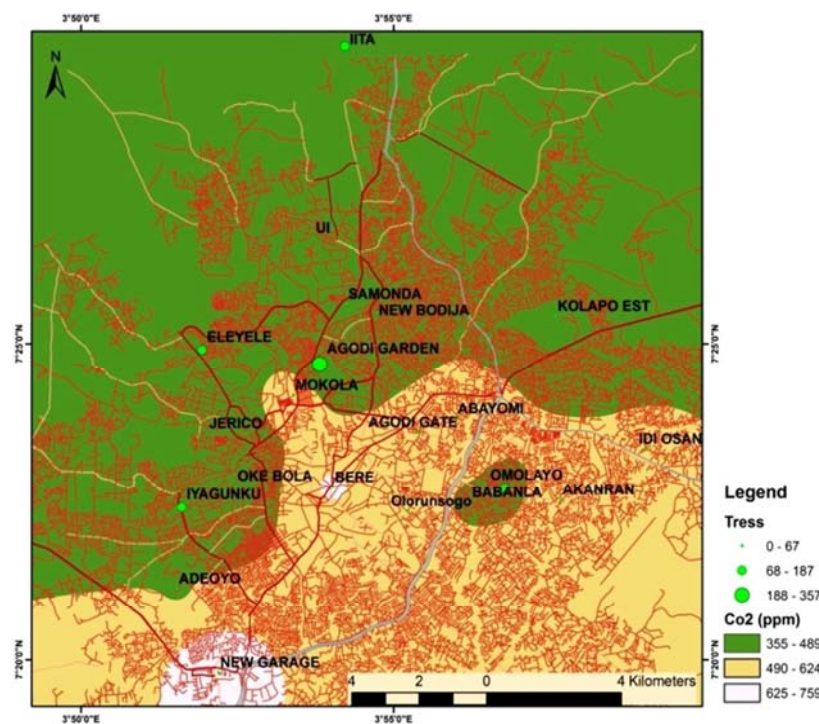 3°50'0"E
3°55'0"E
IITA
N
UI
SAMONDA
NEW BODIJA
KOLAPO EST
7°25'0"N
7°25'0"N
ELEYELE
AGODI GARDEN
MOKOLA
JERICO
AGODI GATE
ABAYOMI
IDI OSAN
OKE BOLA
BERE
OMOLAYO
IYAGUNKU
Olorunsogo
BABANLA
AKANRAN
ADEOYO
7°20'0"N
7°20'0"N
NEW GARAGE
4 2 0 4 Kilometers
3°50'0"E
3°55'0"E
Legend
Tress
0 - 67
68 - 187
188 - 357
Co2 (ppm)
355 - 489
490 - 624
625 - 759